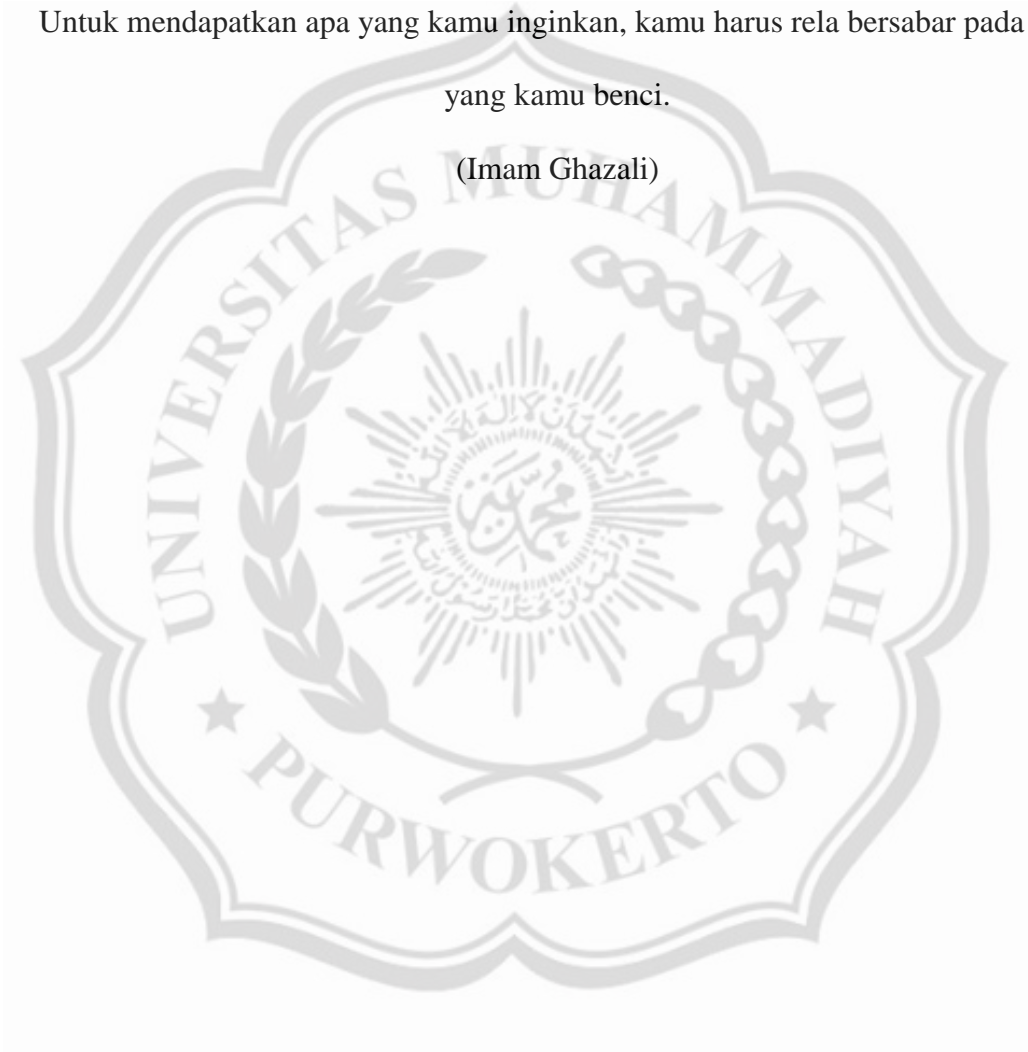 Untuk mendapatkan apa yang kamu inginkan, kamu harus rela bersabar pada
yang kamu benci.
(Imam Ghazali)
UNIVERSITAS MUHAMMADIYAH
محمد
PURWOKERTO